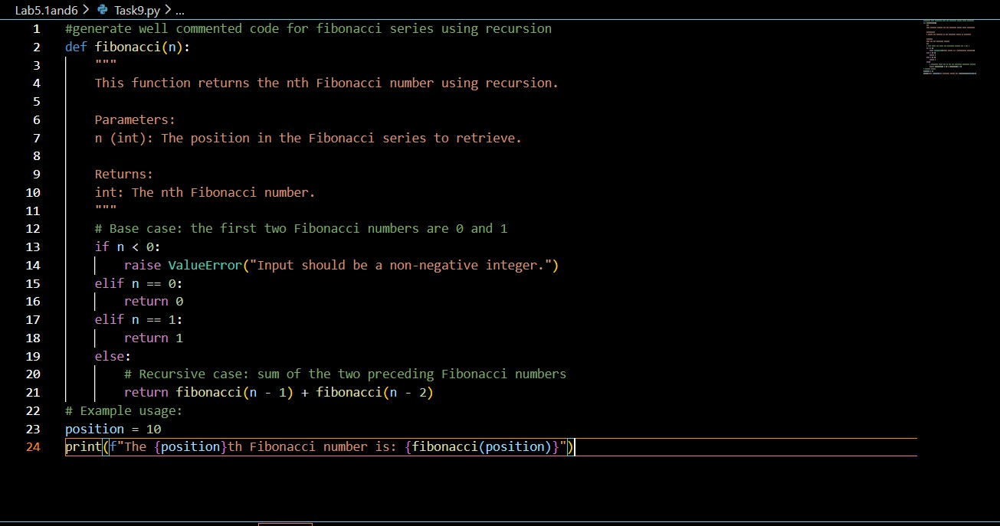 Lab5.1and6 > Task9.py > ...
1 #generate well commented code for fibonacci series using recursion
2 def fibonacci(n):
3     """
4     This function returns the nth Fibonacci number using recursion.
5
6     Parameters:
7     n (int): The position in the Fibonacci series to retrieve.
8
9     Returns:
10     int: The nth Fibonacci number.
11     """
12     # Base case: the first two Fibonacci numbers are 0 and 1
13     if n < 0:
14         raise ValueError("Input should be a non-negative integer.")
15     elif n == 0:
16         return 0
17     elif n == 1:
18         return 1
19     else:
20         # Recursive case: sum of the two preceding Fibonacci numbers
21         return fibonacci(n - 1) + fibonacci(n - 2)
22 # Example usage:
23 position = 10
24 print(f"The {position}th Fibonacci number is: {fibonacci(position)}")